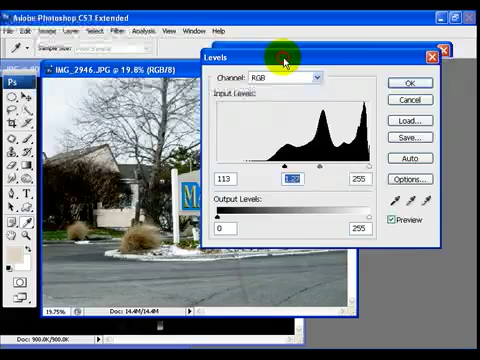 Adobe Photoshop CS3 Extended
File Edit Image Layer Select Filter Analysis View Window Help
IMG_2946.JPG @ 19.8% (RGB/8)
Levels
Channel: RGB
OK
Input Levels:
Cancel
Load...
Save...
Auto
113 1.27 255
Options...
Output Levels:
Preview
0 255
Ps
M
19.75% Doc: 14.4M/14.4M
Doc: 900.0K/900.0K